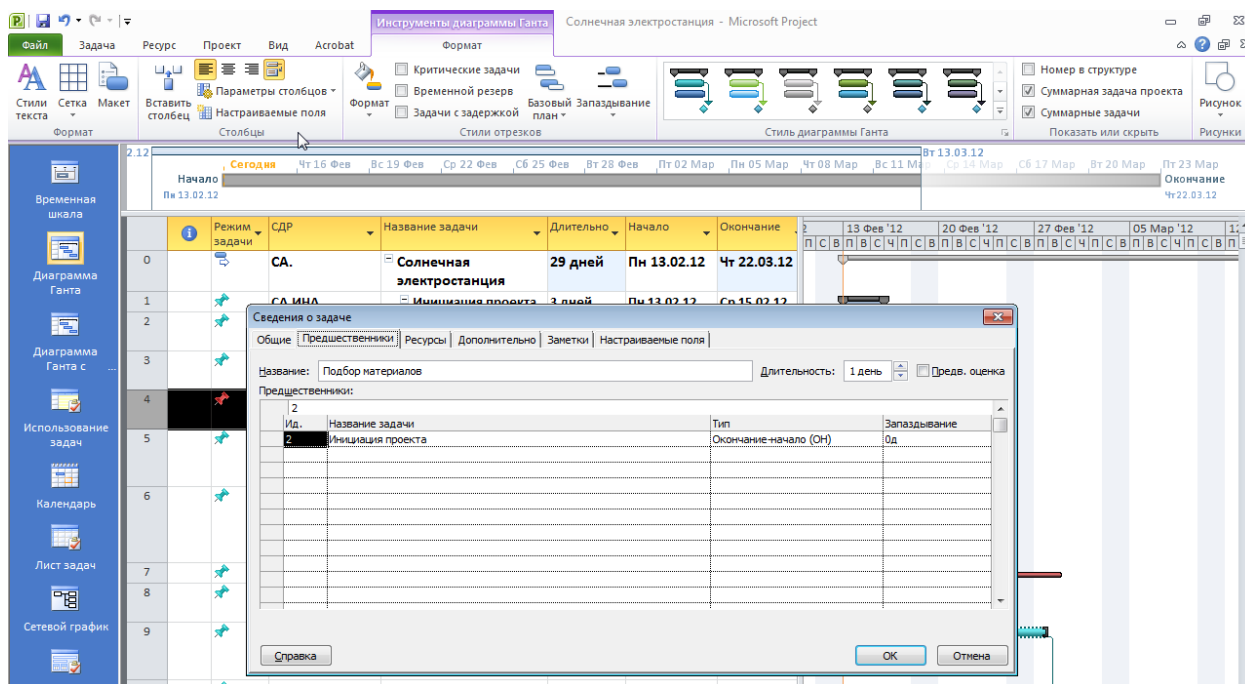 Инструменты диаграммы Ганта Солнечная электростанция - Microsoft Project
Файл Задача Ресурс Проект Вид Acrobat Формат
Стили текста
Сетка
Макет
Формат
Вставить столбец
Параметры столбцов
Настраиваемые поля
Столбцы
Формат
Критические задачи
Временной резерв
Задачи с задержкой
Базовый план
Запаздывание
Стили отрезков
Стиль диаграммы Ганта
Номер в структуре
Суммарная задача проекта
Суммарные задачи
Показать или скрыть
Рисунок
Рисунки
2.12 Вт 13.03.12
Сегодня Чт 16 Фев Вс 19 Фев Ср 22 Фев Сб 25 Фев Вт 28 Фев Пт 02 Мар Пн 05 Мар Чт 08 Мар Вс 11 Мар Ср 14 Мар Сб 17 Мар Вт 20 Мар Пт 23 Мар
Начало Окончание
Пн 13.02.12 Чт 22.03.12
Временная шкала
Диаграмма Ганта
Диаграмма Ганта с ...
Использование задач
Календарь
Лист задач
Сетевой график
Режим задачи СДР Название задачи Длительно Начало Окончание
13 Фев '12 20 Фев '12 27 Фев '12 05 Мар '12 12
П С В П В С Ч П С В П В С Ч П С В П В С Ч П С В П В С Ч П С В П
0 СА. Солнечная электростанция 29 дней Пн 13.02.12 Чт 22.03.12
1 СА.ИНА Инициация проекта 3 дней Пн 13.02.12 Ср 15.02.12
2
3
4
5
6
7
8
9
Сведения о задаче
Общие Предшественники Ресурсы Дополнительно Заметки Настраиваемые поля
Название: Подбор материалов Длительность: 1 день Предв. оценка
Предшественники:
2
Ид. Название задачи Тип Запаздывание
2 Инициация проекта Окончание-начало (ОН) 0д
Справка OK Отмена